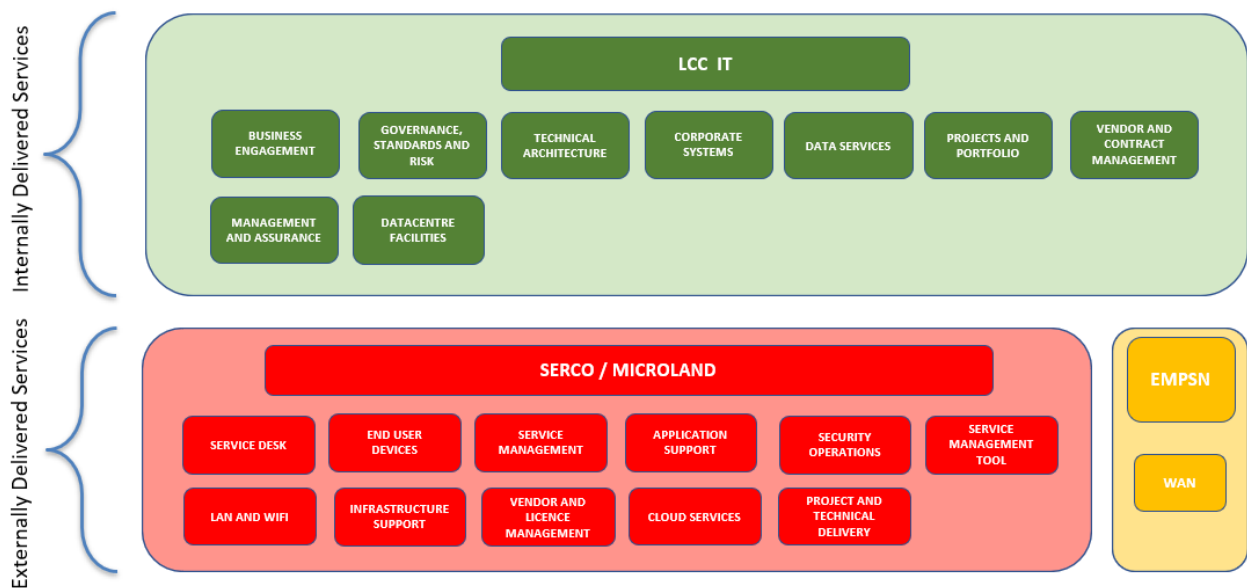 Internally Delivered Services
LCC IT
BUSINESS
ENGAGEMENT
GOVERNANCE,
STANDARDS AND
RISK
TECHNICAL
ARCHITECTURE
CORPORATE
SYSTEMS
DATA SERVICES
PROJECTS AND
PORTFOLIO
VENDOR AND
CONTRACT
MANAGEMENT
MANAGEMENT
AND ASSURANCE
DATACENTRE
FACILITIES
Externally Delivered Services
SERCO / MICROLAND
SERVICE DESK
END USER
DEVICES
SERVICE
MANAGEMENT
APPLICATION
SUPPORT
SECURITY
OPERATIONS
SERVICE
MANAGEMENT
TOOL
LAN AND WIFI
INFRASTRUCTURE
SUPPORT
VENDOR AND
LICENCE
MANAGEMENT
CLOUD SERVICES
PROJECT AND
TECHNICAL
DELIVERY
EMPSN
WAN